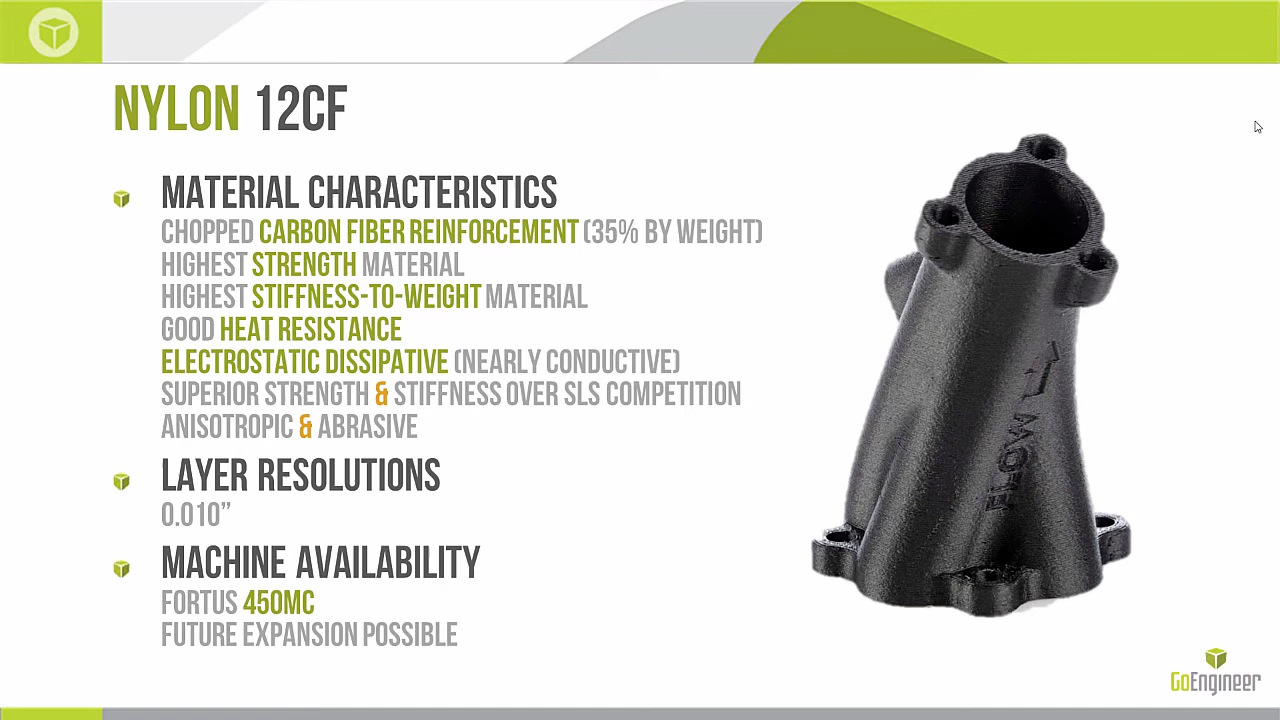 NYLON 12CF
MATERIAL CHARACTERISTICS
CHOPPED CARBON FIBER REINFORCEMENT (35% BY WEIGHT)
HIGHEST STRENGTH MATERIAL
HIGHEST STIFFNESS-TO-WEIGHT MATERIAL
GOOD HEAT RESISTANCE
ELECTROSTATIC DISSIPATIVE (NEARLY CONDUCTIVE)
SUPERIOR STRENGTH & STIFFNESS OVER SLS COMPETITION
ANISOTROPIC & ABRASIVE
LAYER RESOLUTIONS
0.010”
MACHINE AVAILABILITY
FORTUS 450MC
FUTURE EXPANSION POSSIBLE
FLOW
GoEngineer